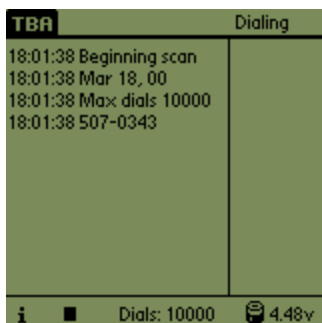 TBA Dialing
18:01:38 Beginning scan
18:01:38 Mar 18, 00
18:01:38 Max dials 10000
18:01:38 507-0343
i Dials: 10000 4.48v